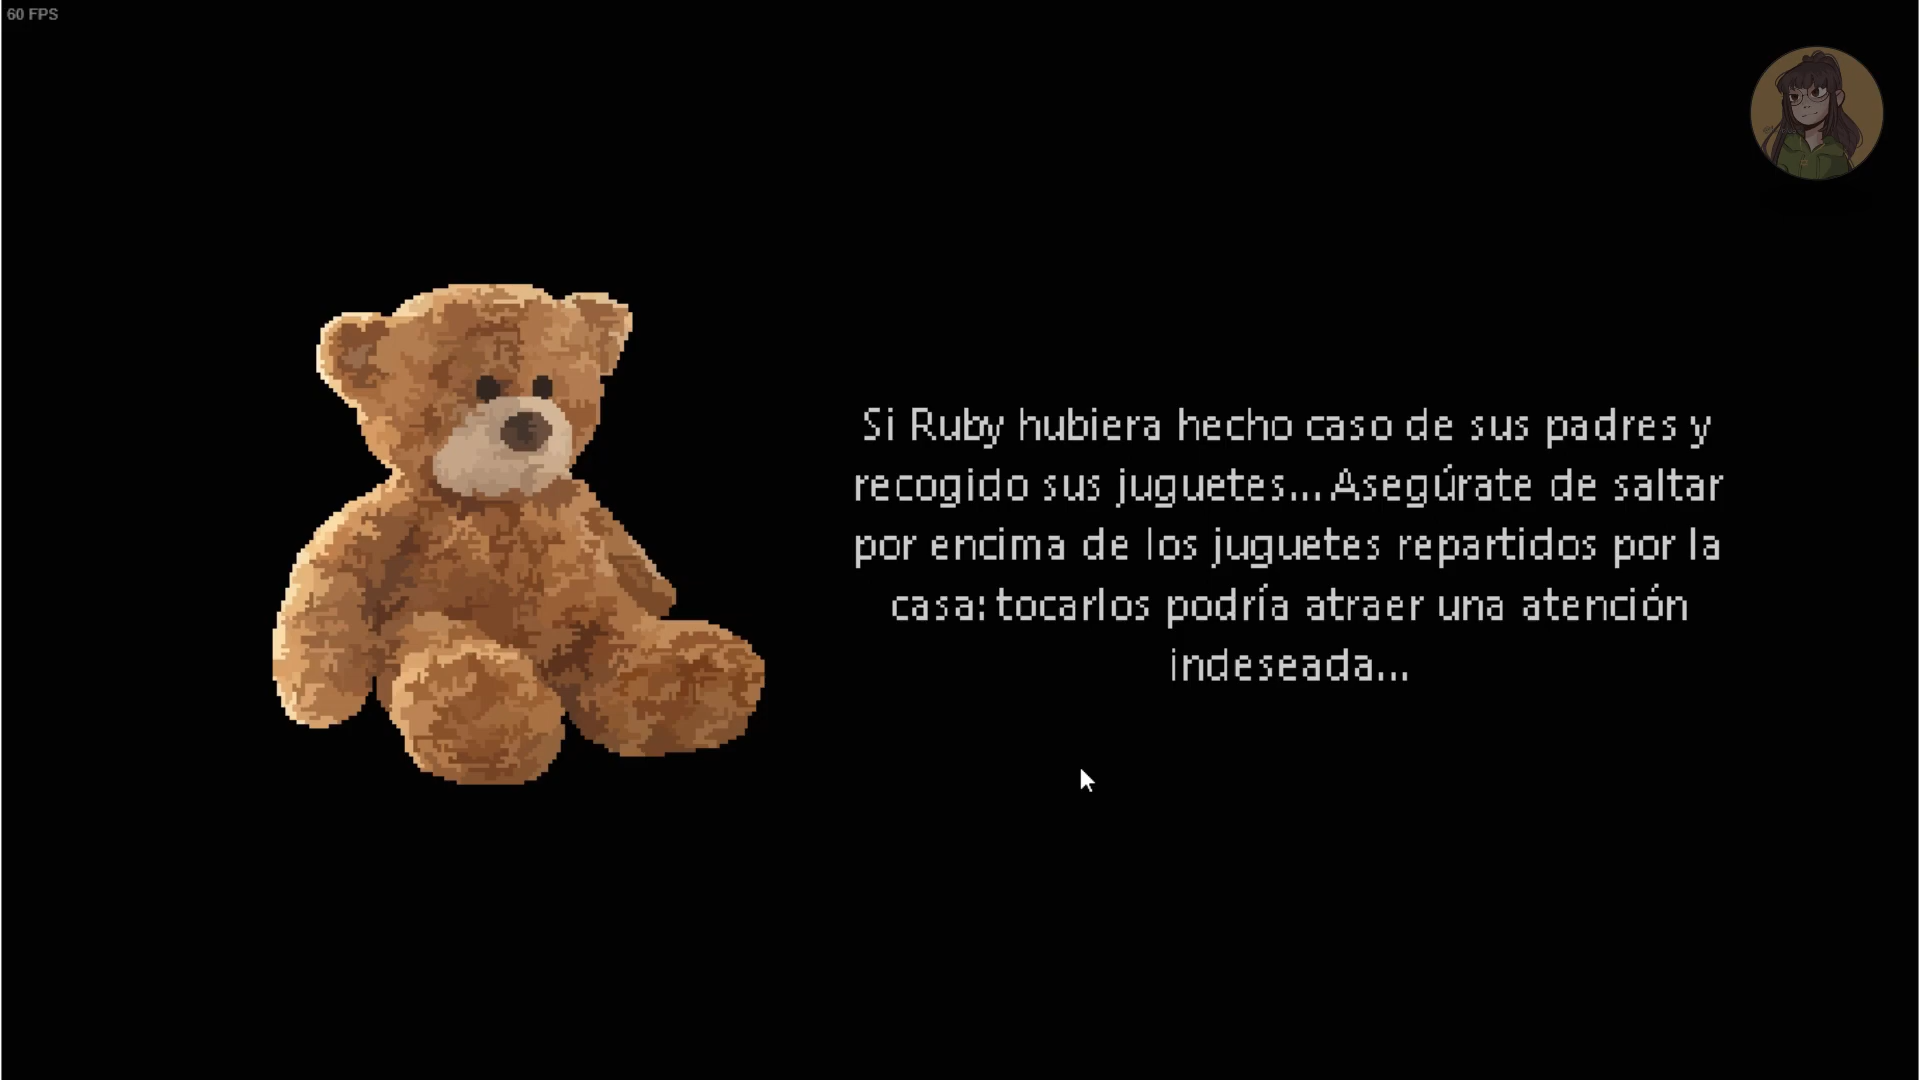 60 FPS
Si Ruby hubiera hecho caso de sus padres y
recogido sus juguetes... Asegúrate de saltar
por encima de los juguetes repartidos por la
casa: tocarlos podría atraer una atención
indeseada...